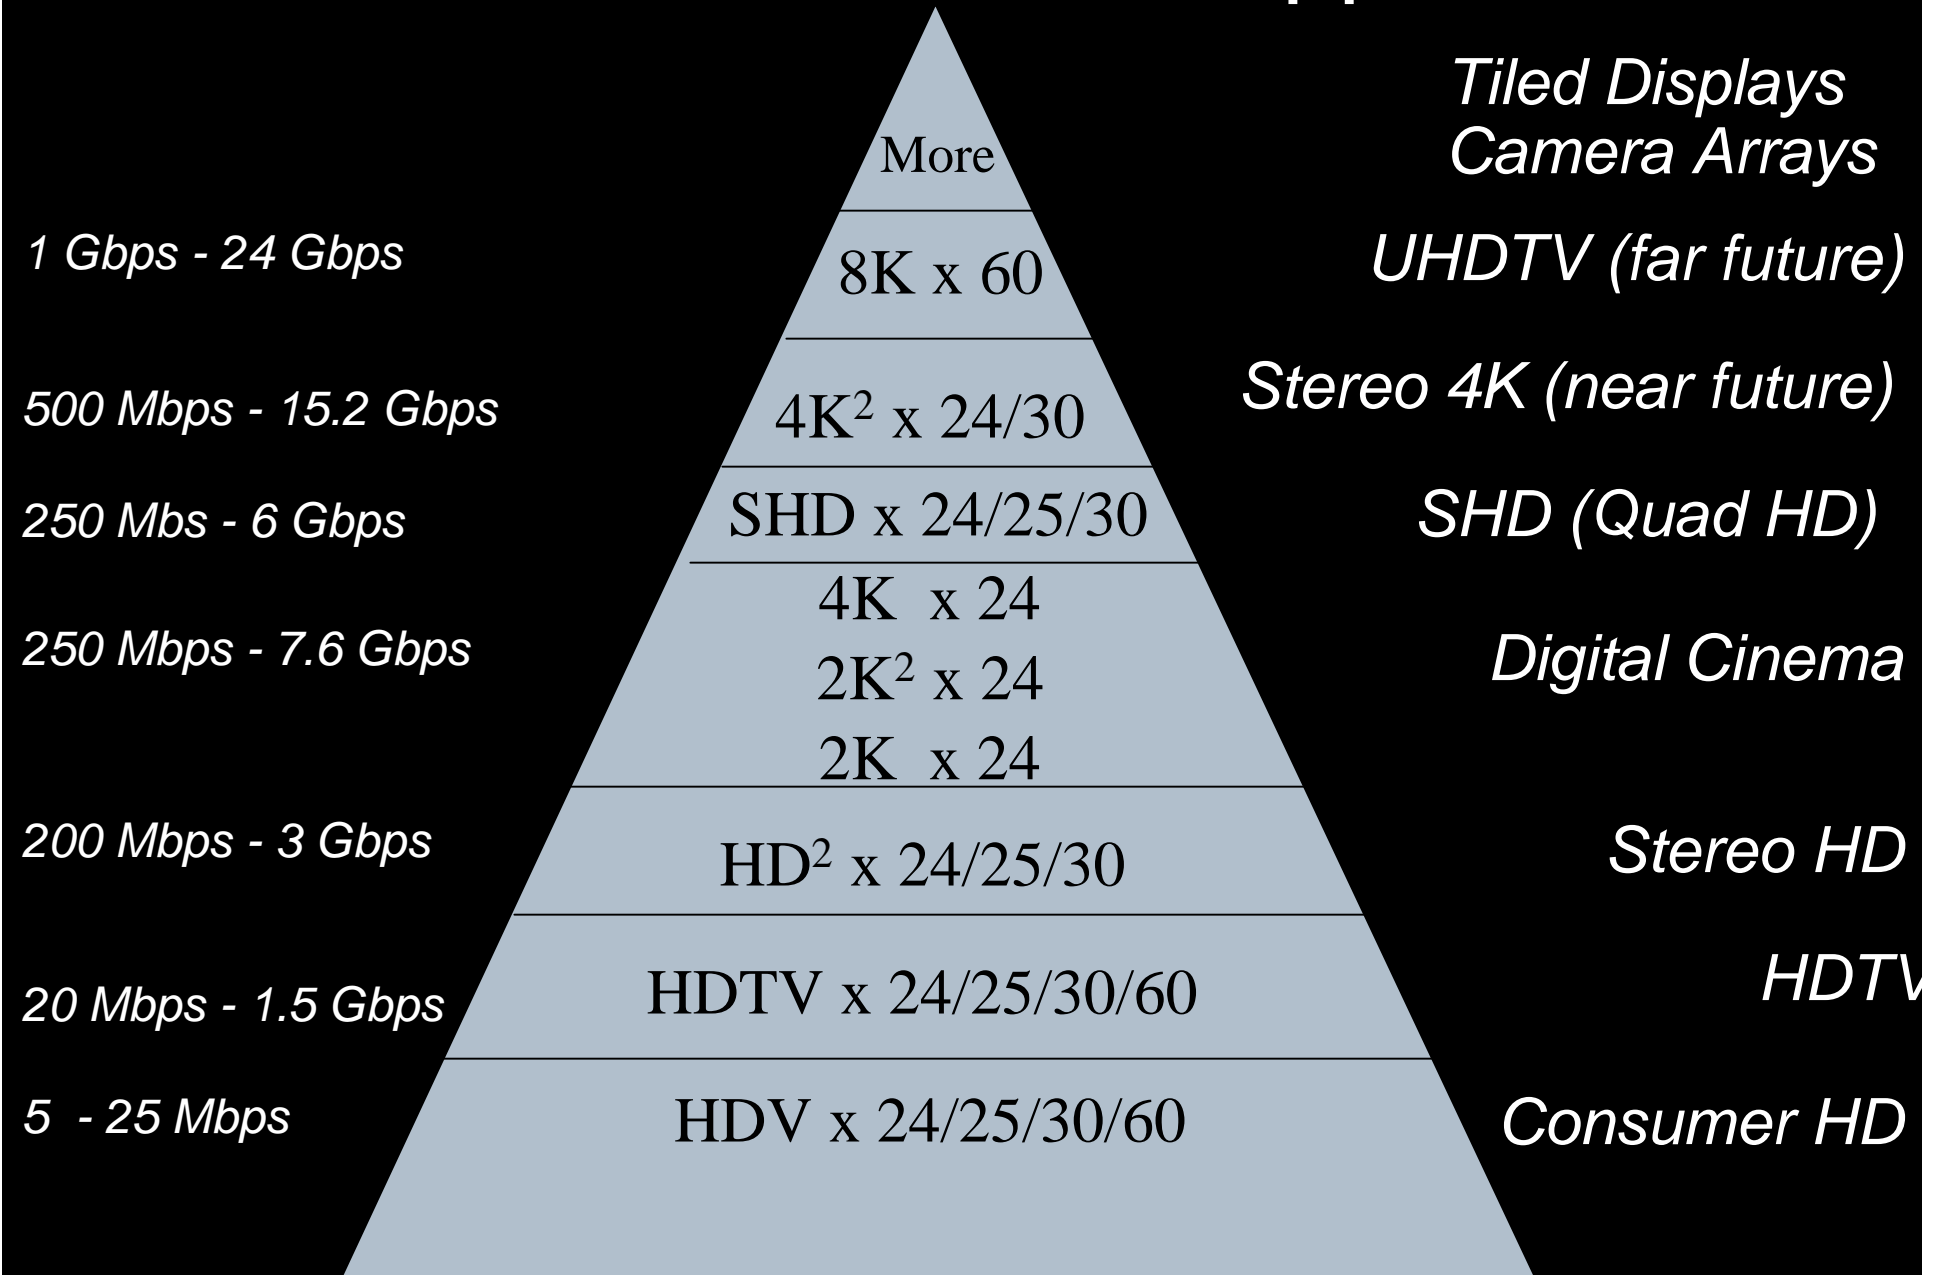 Tiled Displays
Camera Arrays
More
1 Gbps - 24 Gbps
8K x 60
UHDTV (far future)
500 Mbps - 15.2 Gbps
4K² x 24/30
Stereo 4K (near future)
250 Mbs - 6 Gbps
SHD x 24/25/30
SHD (Quad HD)
250 Mbps - 7.6 Gbps
4K x 24
2K² x 24
2K x 24
Digital Cinema
200 Mbps - 3 Gbps
HD² x 24/25/30
Stereo HD
20 Mbps - 1.5 Gbps
HDTV x 24/25/30/60
HDTV
5 - 25 Mbps
HDV x 24/25/30/60
Consumer HD